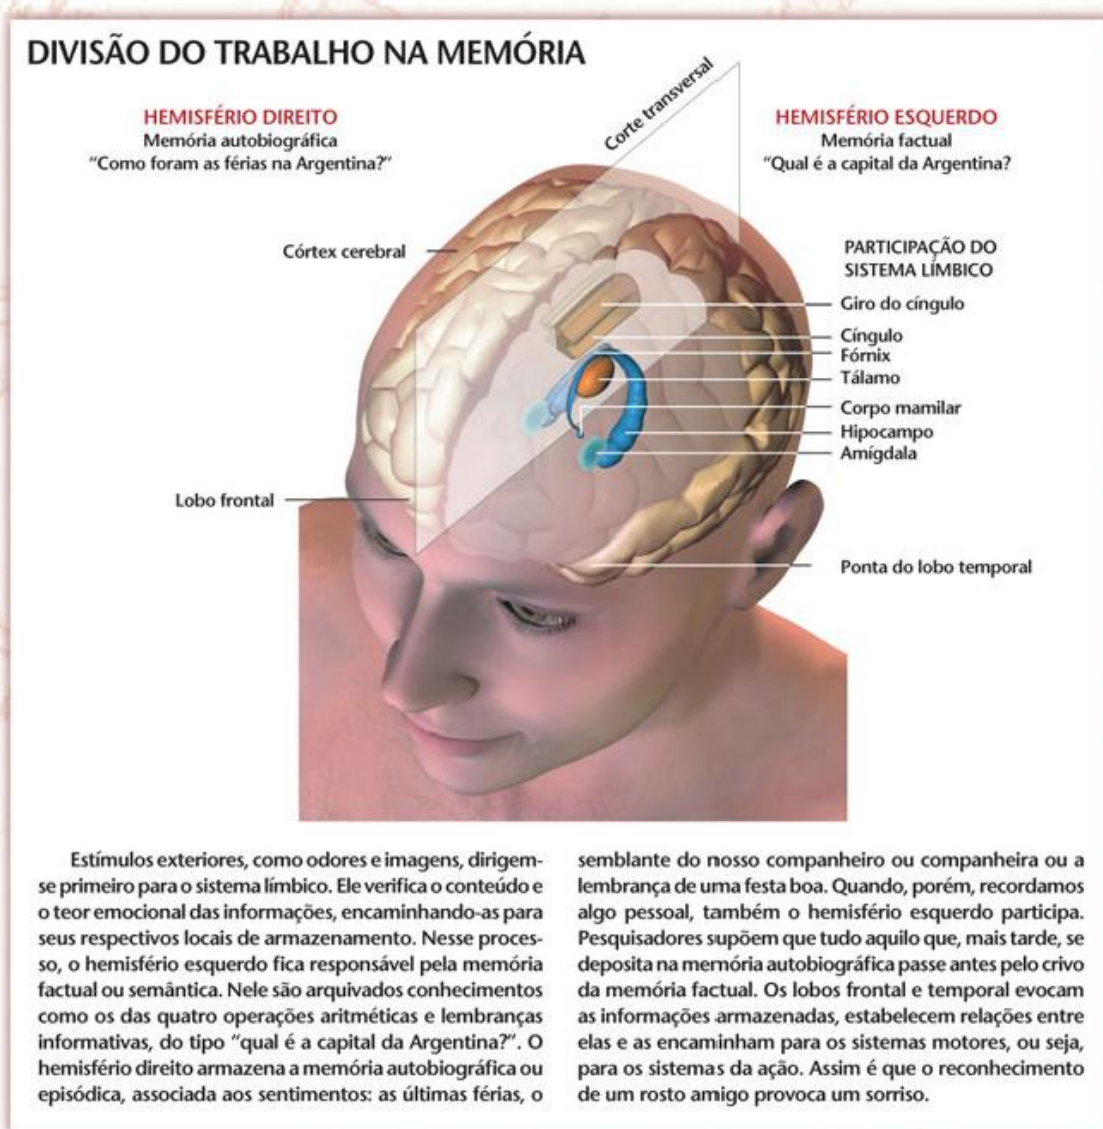 DIVISÃO DO TRABALHO NA MEMÓRIA
HEMISFÉRIO DIREITO
Memória autobiográfica
“Como foram as férias na Argentina?”
Corte transversal
HEMISFÉRIO ESQUERDO
Memória factual
“Qual é a capital da Argentina?
Córtex cerebral
Lobo frontal
PARTICIPAÇÃO DO
SISTEMA LÍMBICO
Giro do cíngulo
Cíngulo
Fórnix
Tálamo
Corpo mamilar
Hipocampo
Amígdala
Ponta do lobo temporal
Estímulos exteriores, como odores e imagens, dirigem-
se primeiro para o sistema límbico. Ele verifica o conteúdo e
o teor emocional das informações, encaminhando-as para
seus respectivos locais de armazenamento. Nesse proces-
so, o hemisfério esquerdo fica responsável pela memória
factual ou semântica. Nele são arquivados conhecimentos
como os das quatro operações aritméticas e lembranças
informativas, do tipo “qual é a capital da Argentina?”. O
hemisfério direito armazena a memória autobiográfica ou
episódica, associada aos sentimentos: as últimas férias, o
semblante do nosso companheiro ou companheira ou a
lembrança de uma festa boa. Quando, porém, recordamos
algo pessoal, também o hemisfério esquerdo participa.
Pesquisadores supõem que tudo aquilo que, mais tarde, se
deposita na memória autobiográfica passe antes pelo crivo
da memória factual. Os lobos frontal e temporal evocam
as informações armazenadas, estabelecem relações entre
elas e as encaminham para os sistemas motores, ou seja,
para os sistemas da ação. Assim é que o reconhecimento
de um rosto amigo provoca um sorriso.